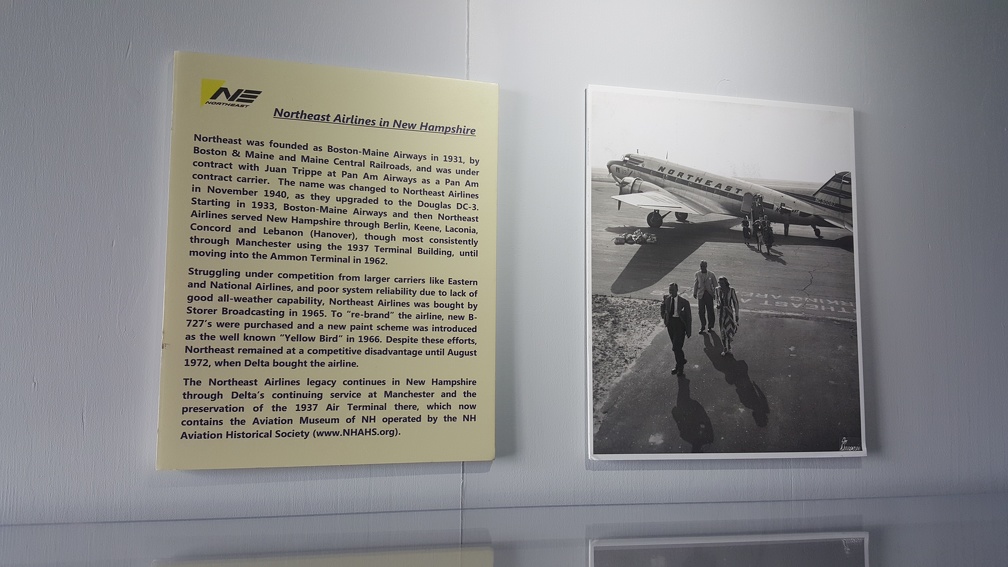 NE
NORTHEAST
Northeast Airlines in New Hampshire
Northeast was founded as Boston-Maine Airways in 1931, by
Boston & Maine and Maine Central Railroads, and was under
contract with Juan Trippe at Pan Am Airways as a Pan Am
contract carrier. The name was changed to Northeast Airlines
in November 1940, as they upgraded to the Douglas DC-3.
Starting in 1933, Boston-Maine Airways and then Northeast
Airlines served New Hampshire through Berlin, Keene, Laconia,
Concord and Lebanon (Hanover), though most consistently
through Manchester using the 1937 Terminal Building, until
moving into the Ammon Terminal in 1962.
Struggling under competition from larger carriers like Eastern
and National Airlines, and poor system reliability due to lack of
good all-weather capability, Northeast Airlines was bought by
Storer Broadcasting in 1965. To “re-brand” the airline, new B-
727’s were purchased and a new paint scheme was introduced
as the well known “Yellow Bird” in 1966. Despite these efforts,
Northeast remained at a competitive disadvantage until August
1972, when Delta bought the airline.
The Northeast Airlines legacy continues in New Hampshire
through Delta’s continuing service at Manchester and the
preservation of the 1937 Air Terminal there, which now
contains the Aviation Museum of NH operated by the NH
Aviation Historical Society (www.NHAHS.org).
NORTHEAST